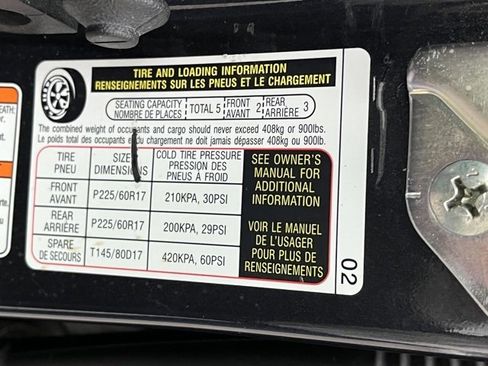 TIRE AND LOADING INFORMATION
RENSEIGNEMENTS SUR LES PNEUS ET LE CHARGEMENT
SEATING CAPACITY TOTAL 5 FRONT 2 REAR 3
NOMBRE DE PLACES AVANT ARRIÈRE
The combined weight of occupants and cargo should never exceed 408kg or 900lbs.
Le poids total des occupants et du chargement ne doit jamais dépasser 408kg ou 900lbs.
TIRE SIZE COLD TIRE PRESSURE
PNEU DIMENSIONS PRESSION DES
PNEUS À FROID
FRONT
AVANT P225/60R17 210KPA, 30PSI
REAR
ARRIÈRE P225/60R17 200KPA, 29PSI
SPARE
DE SECOURS T145/80D17 420KPA, 60PSI
SEE OWNER'S
MANUAL FOR
ADDITIONAL
INFORMATION
VOIR LE MANUEL
DE L'USAGER
POUR PLUS DE
RENSEIGNEMENTS
02